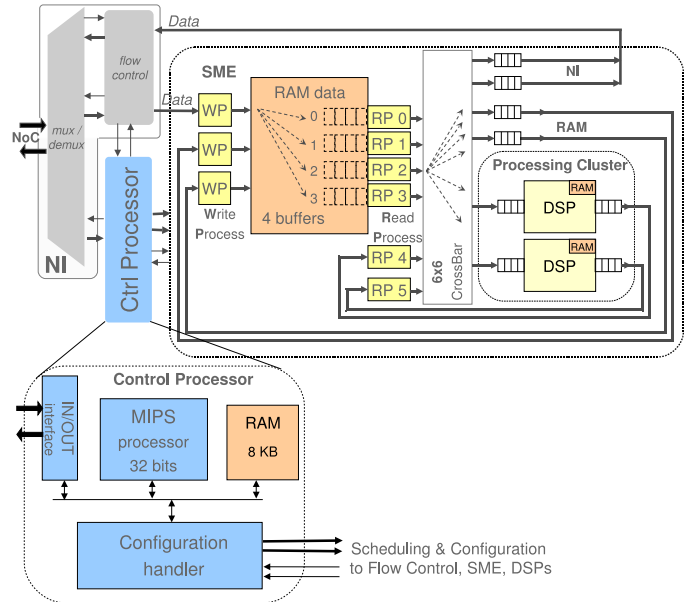 Data
flow
control
Data
NoC
mux /
demux
NI
Ctrl Processor
SME
WP
WP
WP
Write
Process
RAM data
0
1
2
3
4 buffers
RP 0
RP 1
RP 2
RP 3
Read
Process
RP 4
RP 5
6x6
CrossBar
NI
RAM
Processing Cluster
RAM
DSP
RAM
DSP
Control Processor
IN/OUT
interface
MIPS
processor
32 bits
RAM
8 KB
Configuration
handler
Scheduling & Configuration
to Flow Control, SME, DSPs